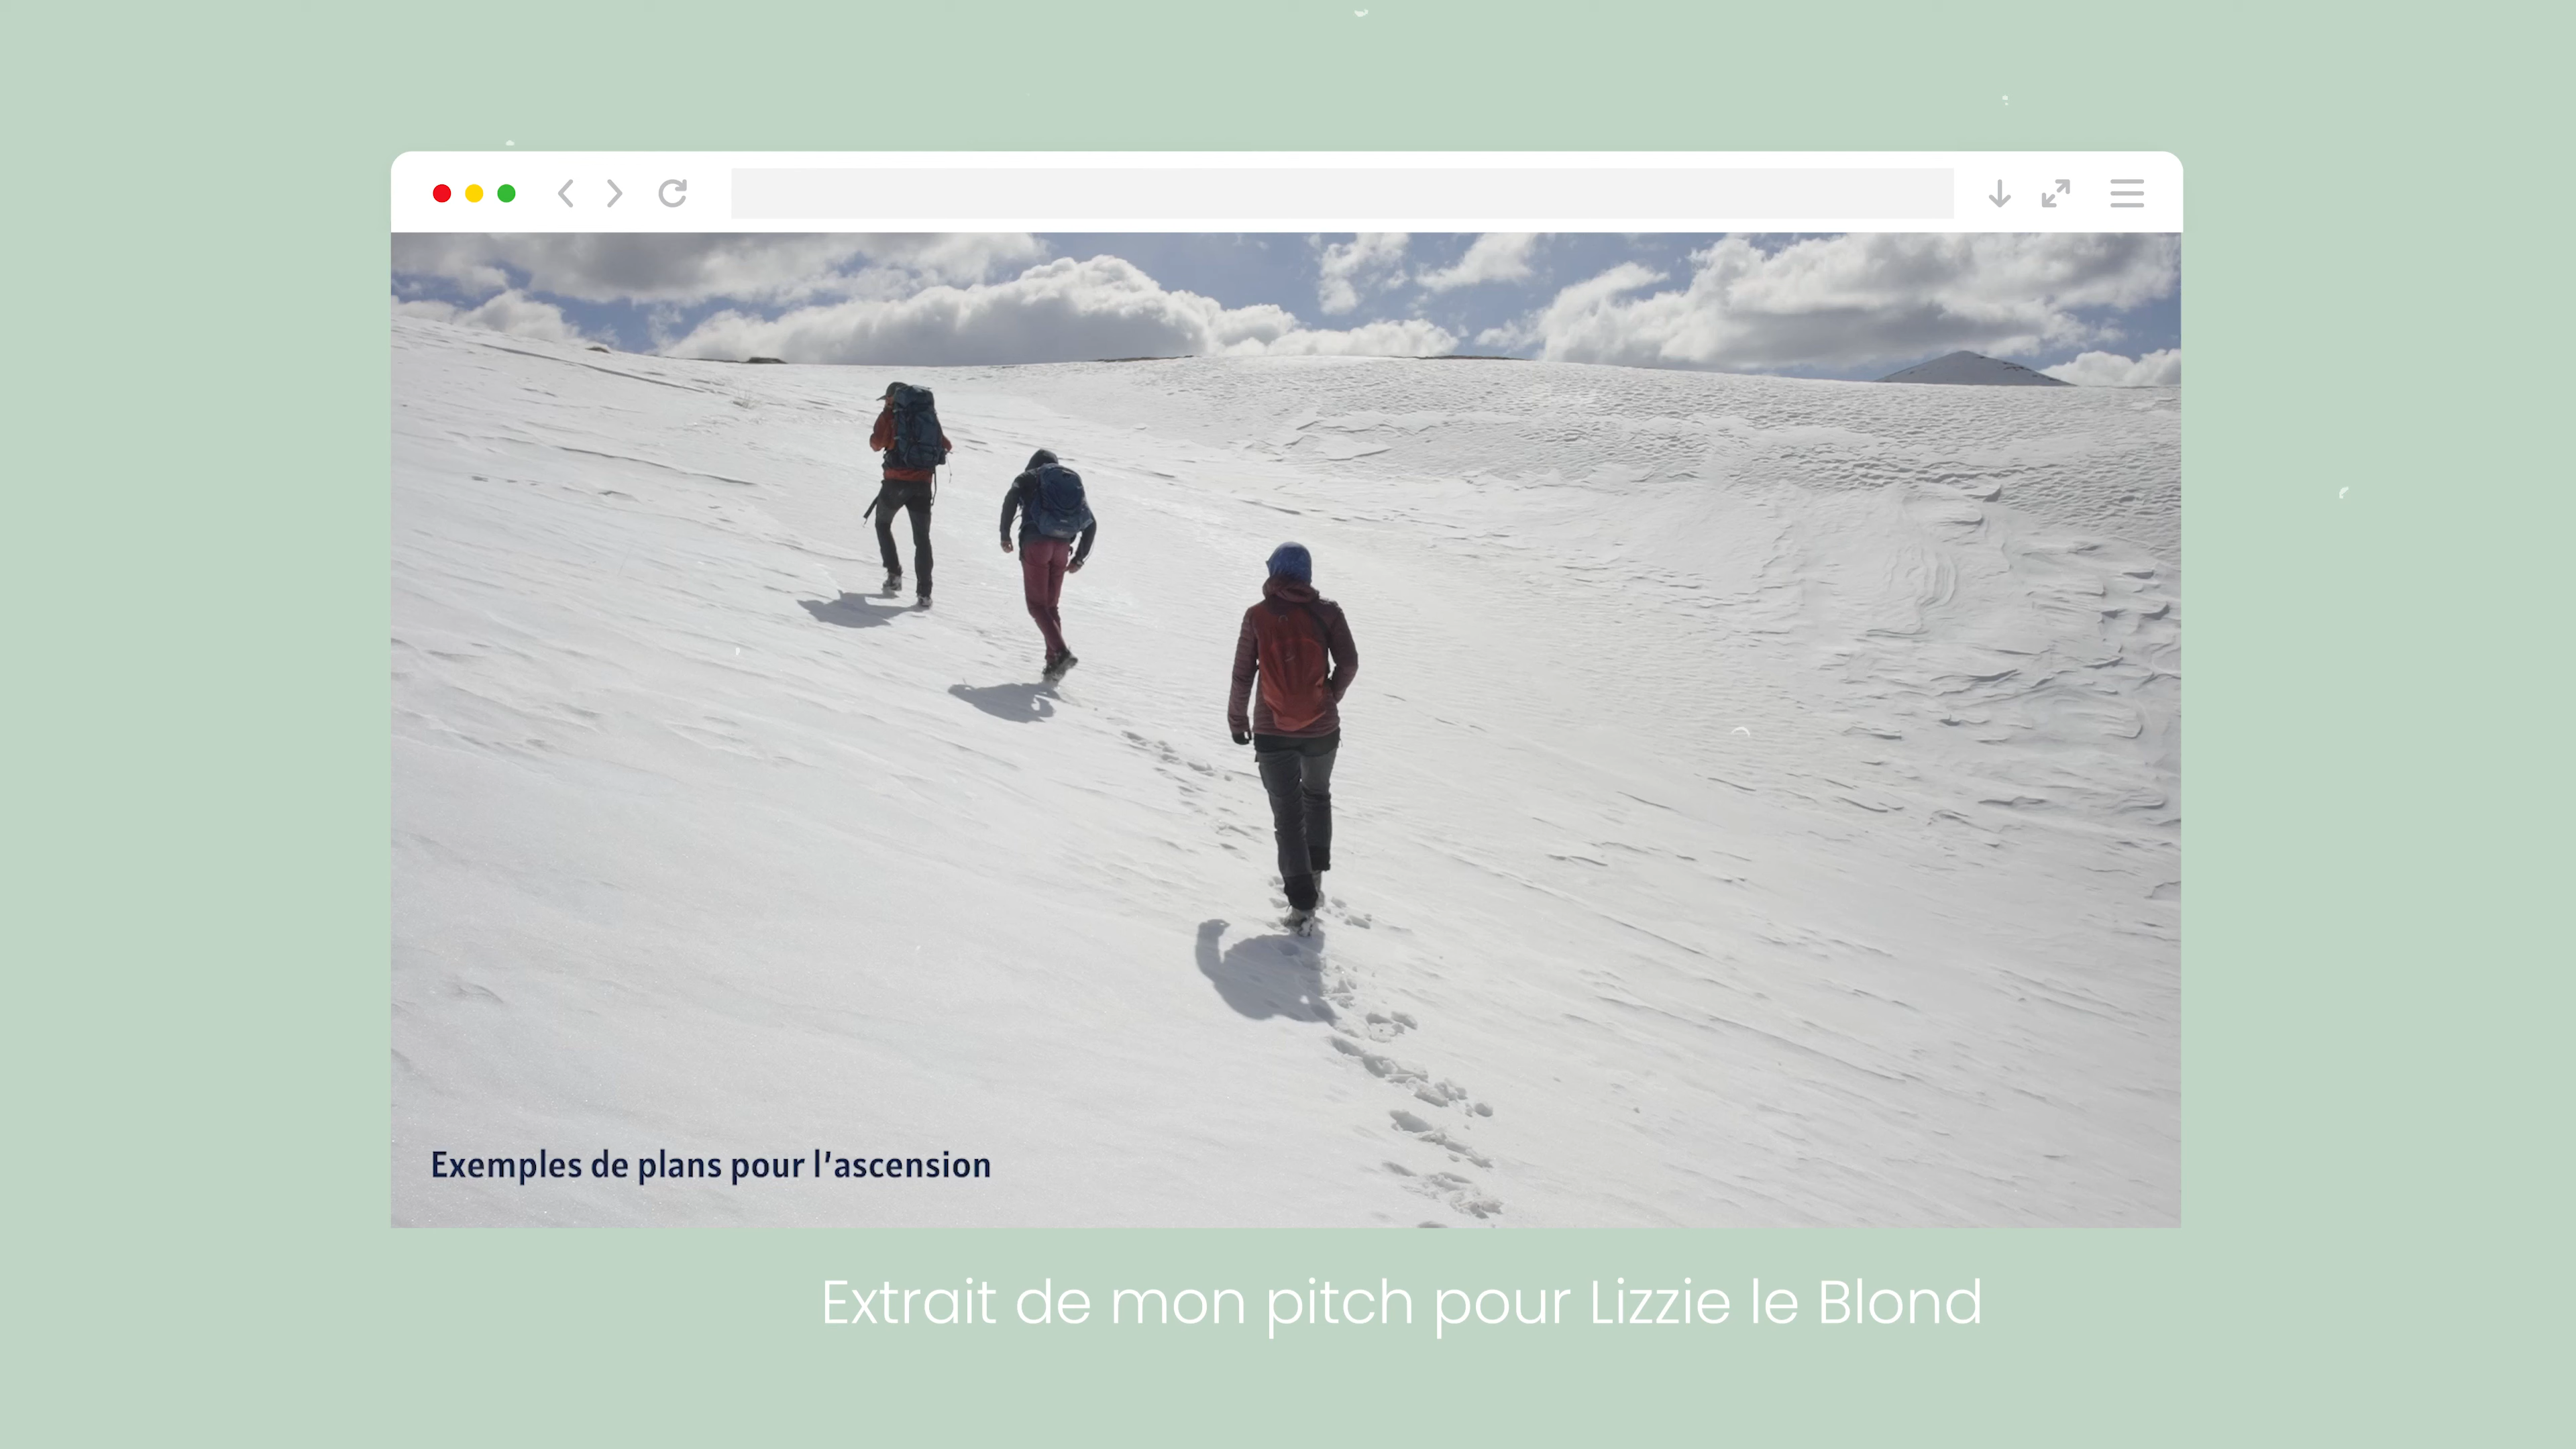 Exemples de plans pour l'ascension
Extrait de mon pitch pour Lizzie le Blond